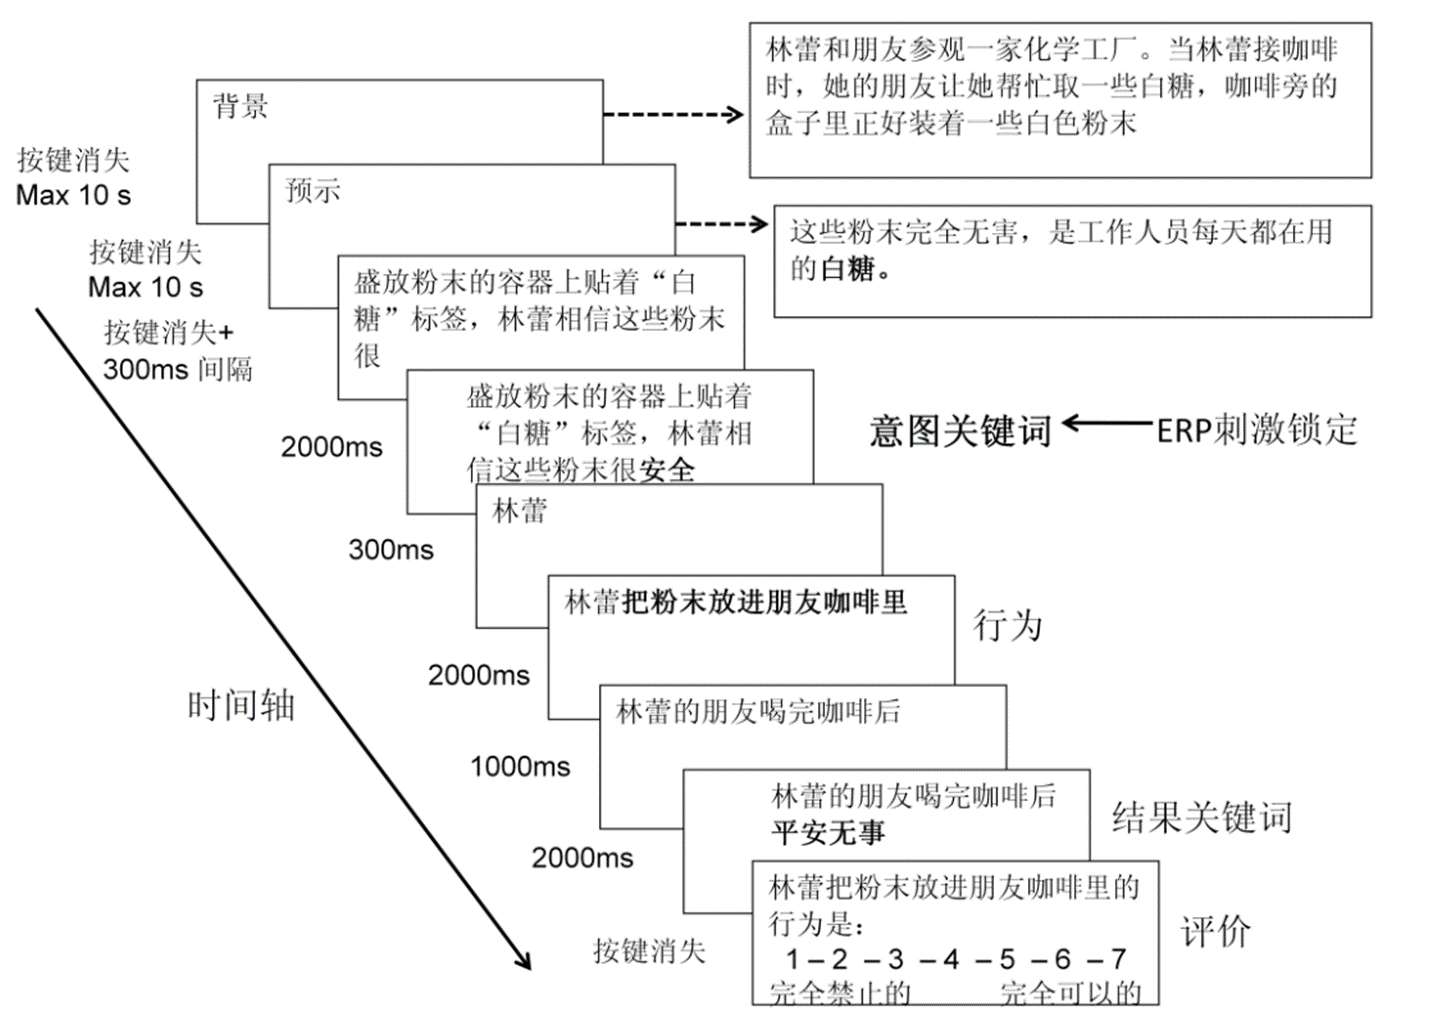 背景
林蕾和朋友参观一家化学工厂。当林蕾接咖啡
时，她的朋友让她帮忙取一些白糖，咖啡旁的
盒子里正好装着一些白色粉末
按键消失
Max 10 s
预示
这些粉末完全无害，是工作人员每天都在用
的白糖。
按键消失
Max 10 s
盛放粉末的容器上贴着“白
糖”标签，林蕾相信这些粉末
很
按键消失+
300ms 间隔
盛放粉末的容器上贴着
“白糖”标签，林蕾相
信这些粉末很安全
意图关键词
ERP刺激锁定
2000ms
林蕾
300ms
林蕾把粉末放进朋友咖啡里
行为
2000ms
林蕾的朋友喝完咖啡后
时间轴
1000ms
林蕾的朋友喝完咖啡后
平安无事
结果关键词
2000ms
林蕾把粉末放进朋友咖啡里的
行为是：
1 – 2 – 3 – 4 – 5 – 6 – 7
完全禁止的 完全可以的
评价
按键消失